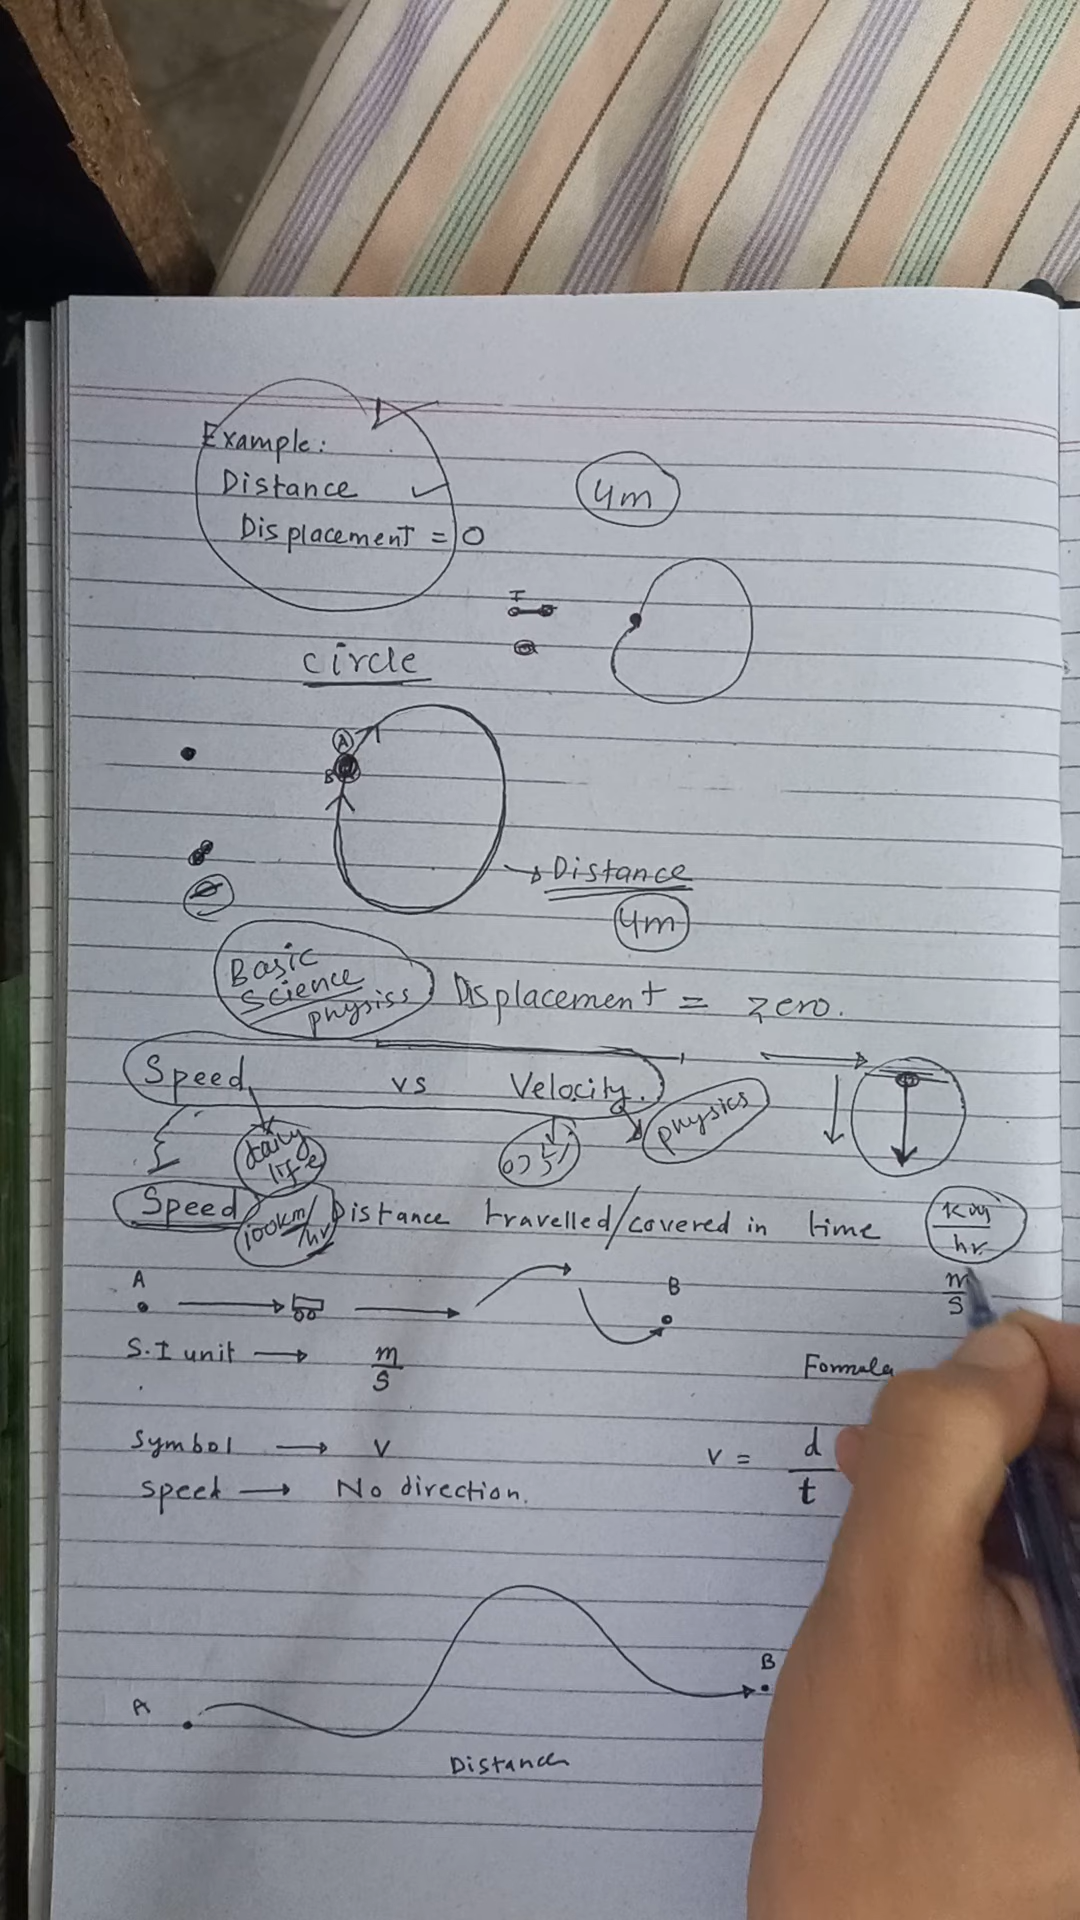 Example:
Distance
Displacement = 0
4m
I
circle
A
B
Distance
4m
Basic
Science
physiss
Displacement = zero.
Speed vs Velocity.
daily
life
physics
Speed
100km/hr
Distance travelled/covered in time
km
hr
m
s
A
B
S.I unit → m
s
Formula
Symbol → v
v = d
t
speed → No direction.
A
B
Distance